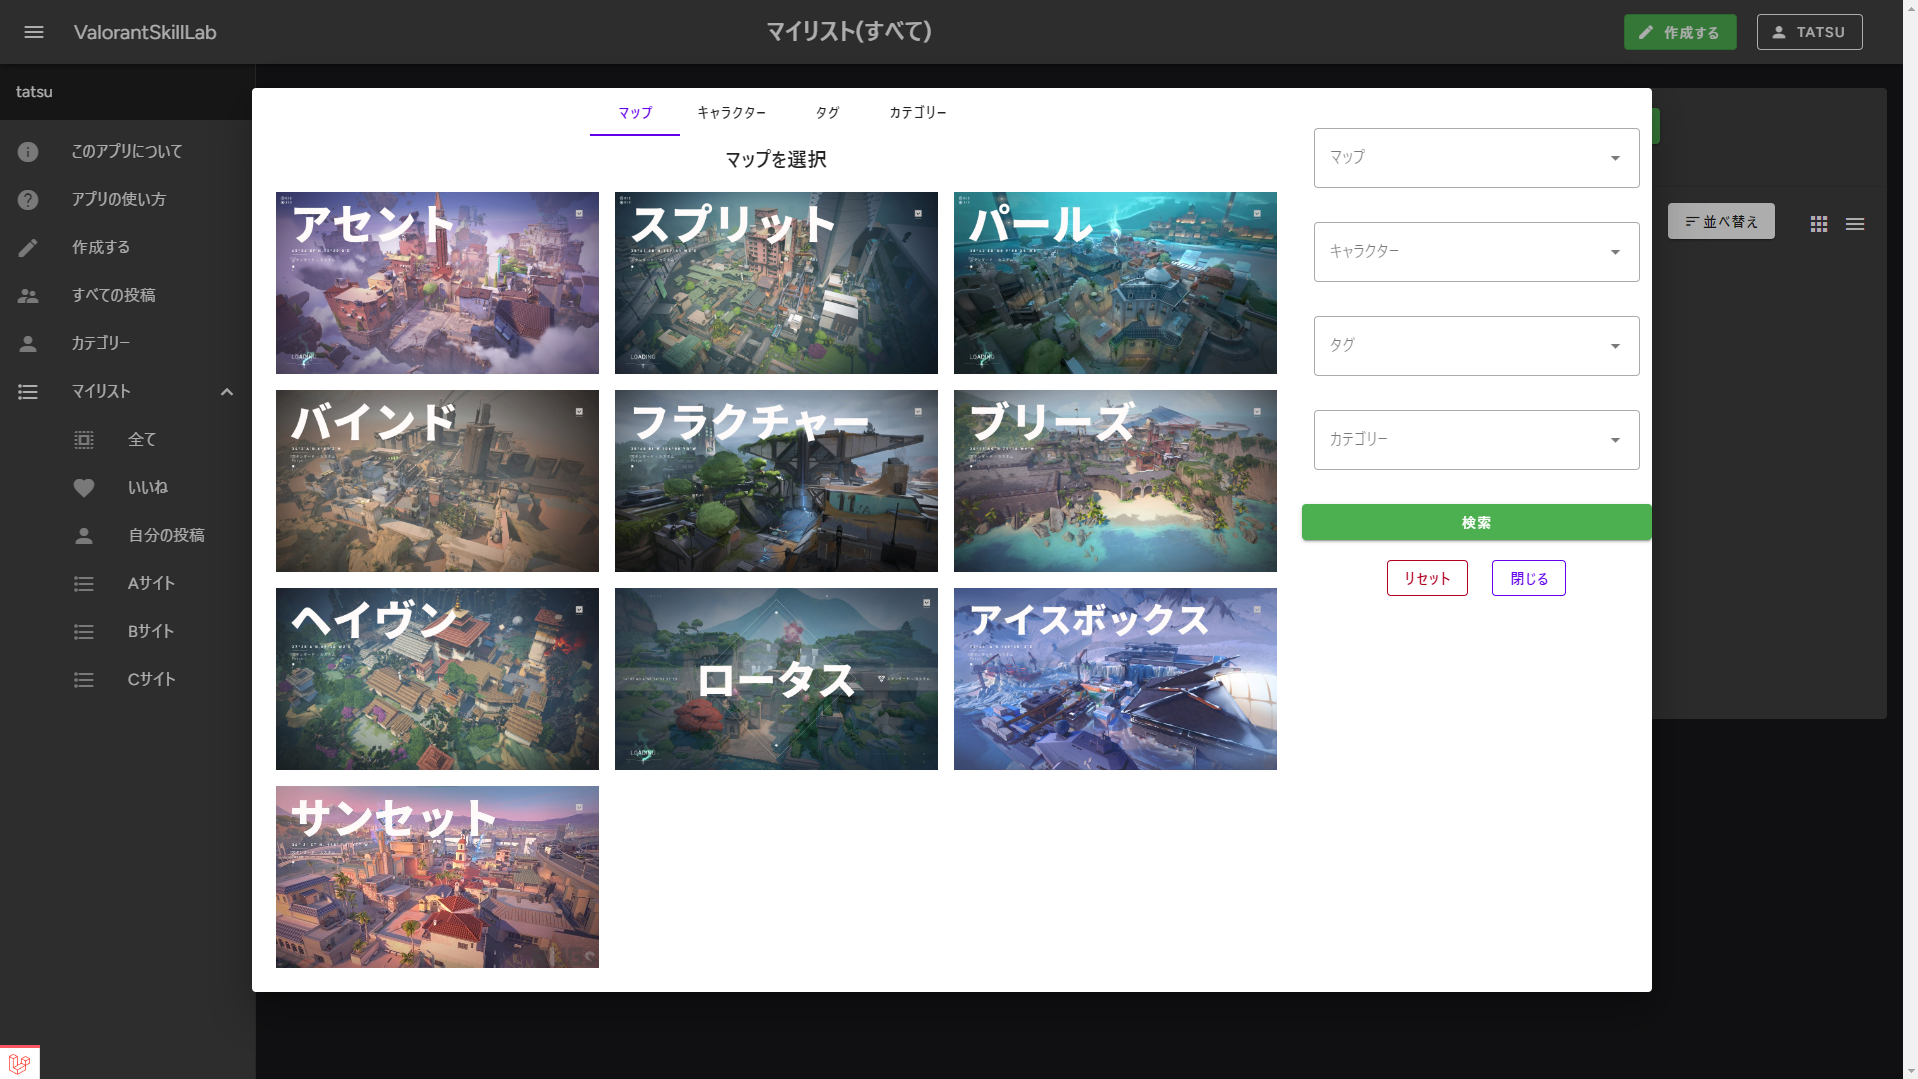 ValorantSkillLab
マイリスト(すべて)
作成する
TATSU
tatsu
このアプリについて
アプリの使い方
作成する
すべての投稿
カテゴリー
マイリスト
全て
いいね
自分の投稿
Aサイト
Bサイト
Cサイト
マップ
キャラクター
タグ
カテゴリー
マップを選択
アセント
LOADING
スプリット
LOADING
パール
LOADING
バインド
フラクチャー
ブリーズ
ヘイヴン
ロータス
LOADING
アイスボックス
サンセット
マップ
キャラクター
タグ
カテゴリー
検索
リセット
閉じる
並べ替え